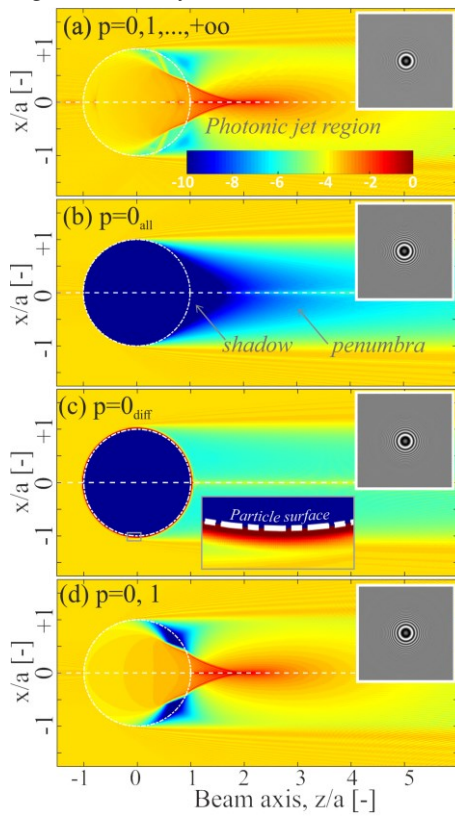 (a) p=0,1,...,+oo
+1
x/a [-]
0
-1
Photonic jet region
-10 -8 -6 -4 -2 0
(b) p=0all
+1
x/a [-]
0
-1
shadow
penumbra
(c) p=0diff
+1
x/a [-]
0
-1
Particle surface
(d) p=0, 1
+1
x/a [-]
0
-1
-1 0 1 2 3 4 5
Beam axis, z/a [-]